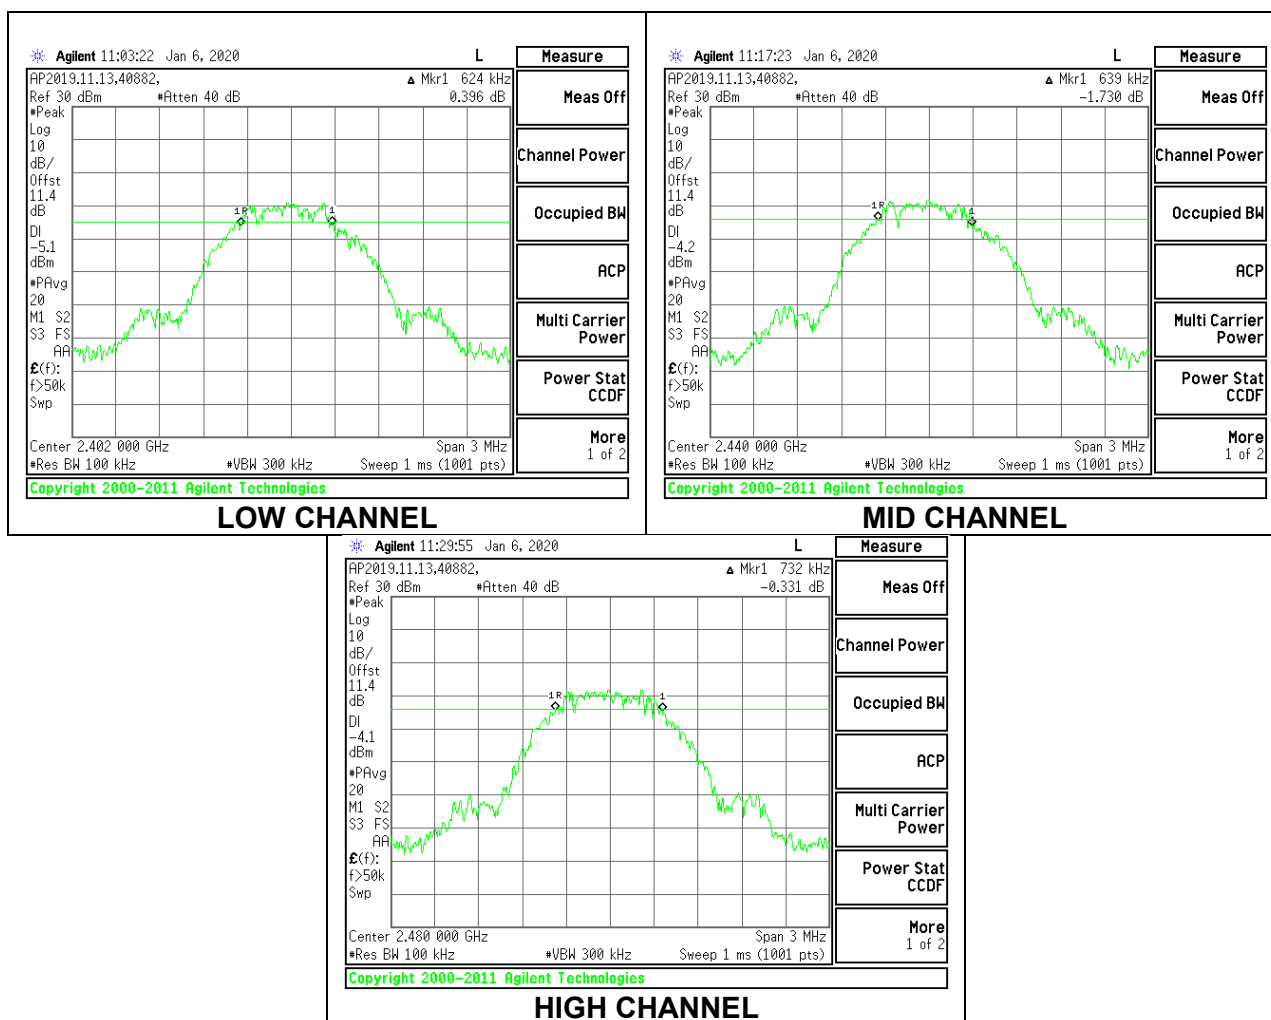 Agilent 11:03:22 Jan 6, 2020 L Measure
AP2019.11.13,40882, Δ Mkr1 624 kHz
Ref 30 dBm #Atten 40 dB 0.396 dB
#Peak
Log
10
dB/
Offst
11.4
dB
DI
-5.1
dBm
#PAvg
20
M1 S2
S3 FS
AA
£(f):
f>50k
Swp
1R 1
Center 2.402 000 GHz Span 3 MHz
#Res BW 100 kHz #VBW 300 kHz Sweep 1 ms (1001 pts)
Meas Off
Channel Power
Occupied BW
ACP
Multi Carrier
Power
Power Stat
CCDF
More
1 of 2
Copyright 2000-2011 Agilent Technologies
LOW CHANNEL
Agilent 11:17:23 Jan 6, 2020 L Measure
AP2019.11.13,40882, Δ Mkr1 639 kHz
Ref 30 dBm #Atten 40 dB -1.730 dB
#Peak
Log
10
dB/
Offst
11.4
dB
DI
-4.2
dBm
#PAvg
20
M1 S2
S3 FS
AA
£(f):
f>50k
Swp
1R 1
Center 2.440 000 GHz Span 3 MHz
#Res BW 100 kHz #VBW 300 kHz Sweep 1 ms (1001 pts)
Meas Off
Channel Power
Occupied BW
ACP
Multi Carrier
Power
Power Stat
CCDF
More
1 of 2
Copyright 2000-2011 Agilent Technologies
MID CHANNEL
Agilent 11:29:55 Jan 6, 2020 L Measure
AP2019.11.13,40882, Δ Mkr1 732 kHz
Ref 30 dBm #Atten 40 dB -0.331 dB
#Peak
Log
10
dB/
Offst
11.4
dB
DI
-4.1
dBm
#PAvg
20
M1 S2
S3 FS
AA
£(f):
f>50k
Swp
1R 1
Center 2.480 000 GHz Span 3 MHz
#Res BW 100 kHz #VBW 300 kHz Sweep 1 ms (1001 pts)
Meas Off
Channel Power
Occupied BW
ACP
Multi Carrier
Power
Power Stat
CCDF
More
1 of 2
Copyright 2000-2011 Agilent Technologies
HIGH CHANNEL